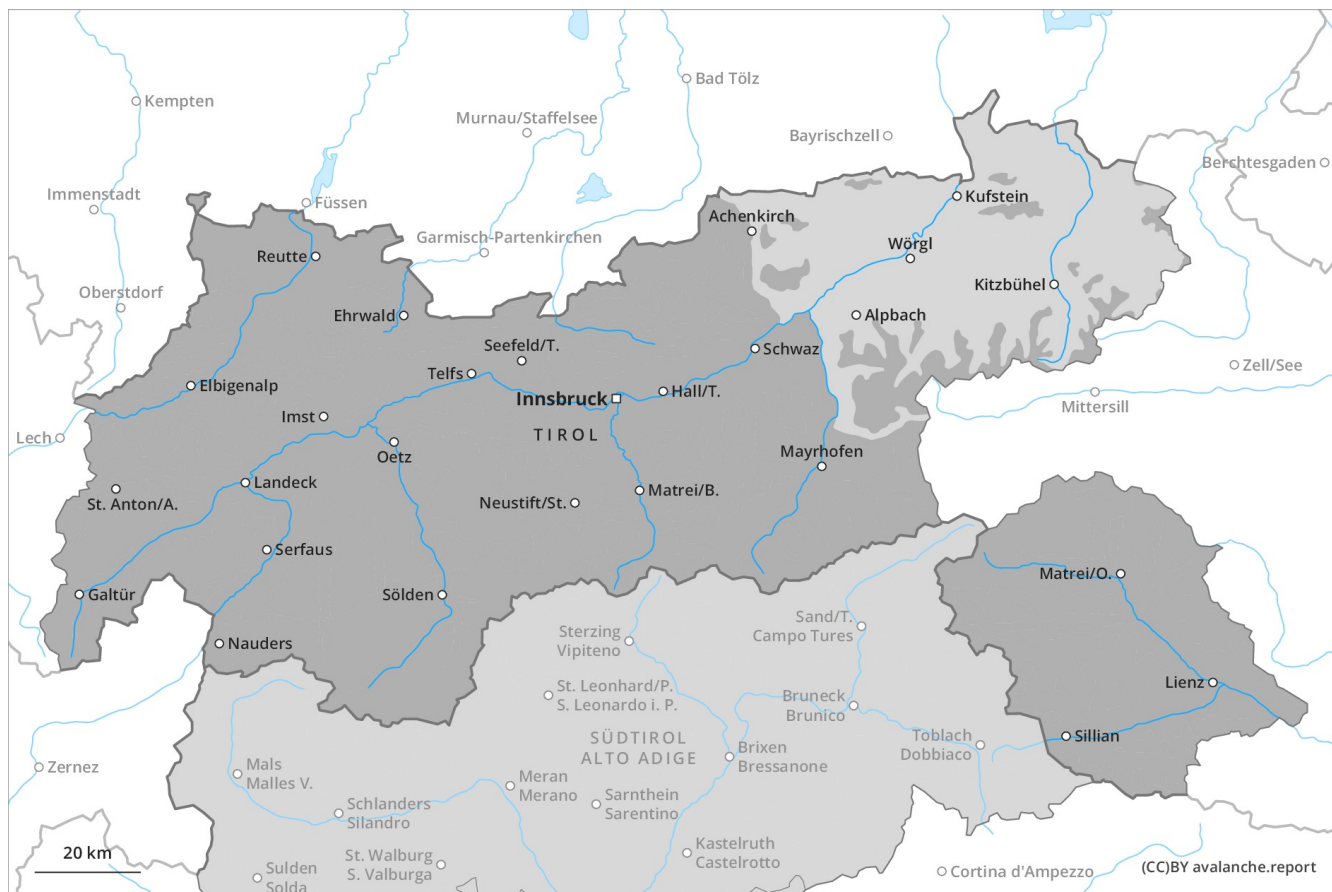 Bad Tölz
Kempten
Murnau/Staffelsee
Bayrischzell
Berchtesgaden
Immenstadt
Füssen
Kufstein
Achenkirch
Garmisch-Partenkirchen
Wörgl
Reutte
Kitzbühel
Oberstdorf
Ehrwald
Alpbach
Seefeld/T.
Schwaz
Zell/See
Telfs
Elbigenalp
Hall/T.
Innsbruck
Mittersill
Imst
TIROL
Lech
Oetz
Mayrhofen
Landeck
Matrei/B.
St. Anton/A.
Neustift/St.
Serfaus
Matrei/O.
Galtür
Sölden
Sand/T.
Campo Tures
Sterzing
Vipiteno
Nauders
Lienz
St. Leonhard/P.
S. Leonardo i. P.
Bruneck
Brunico
SÜDTIROL
ALTO ADIGE
Toblach
Dobbiaco
Sillian
Brixen
Bressanone
Zernez
Mals
Malles V.
Meran
Merano
Sarnthein
Sarentino
Schlanders
Silandro
Kastelruth
Castelrotto
20 km
St. Walburg
S. Valburga
Sulden
Solda
Cortina d'Ampezzo
(CC)BY avalanche.report